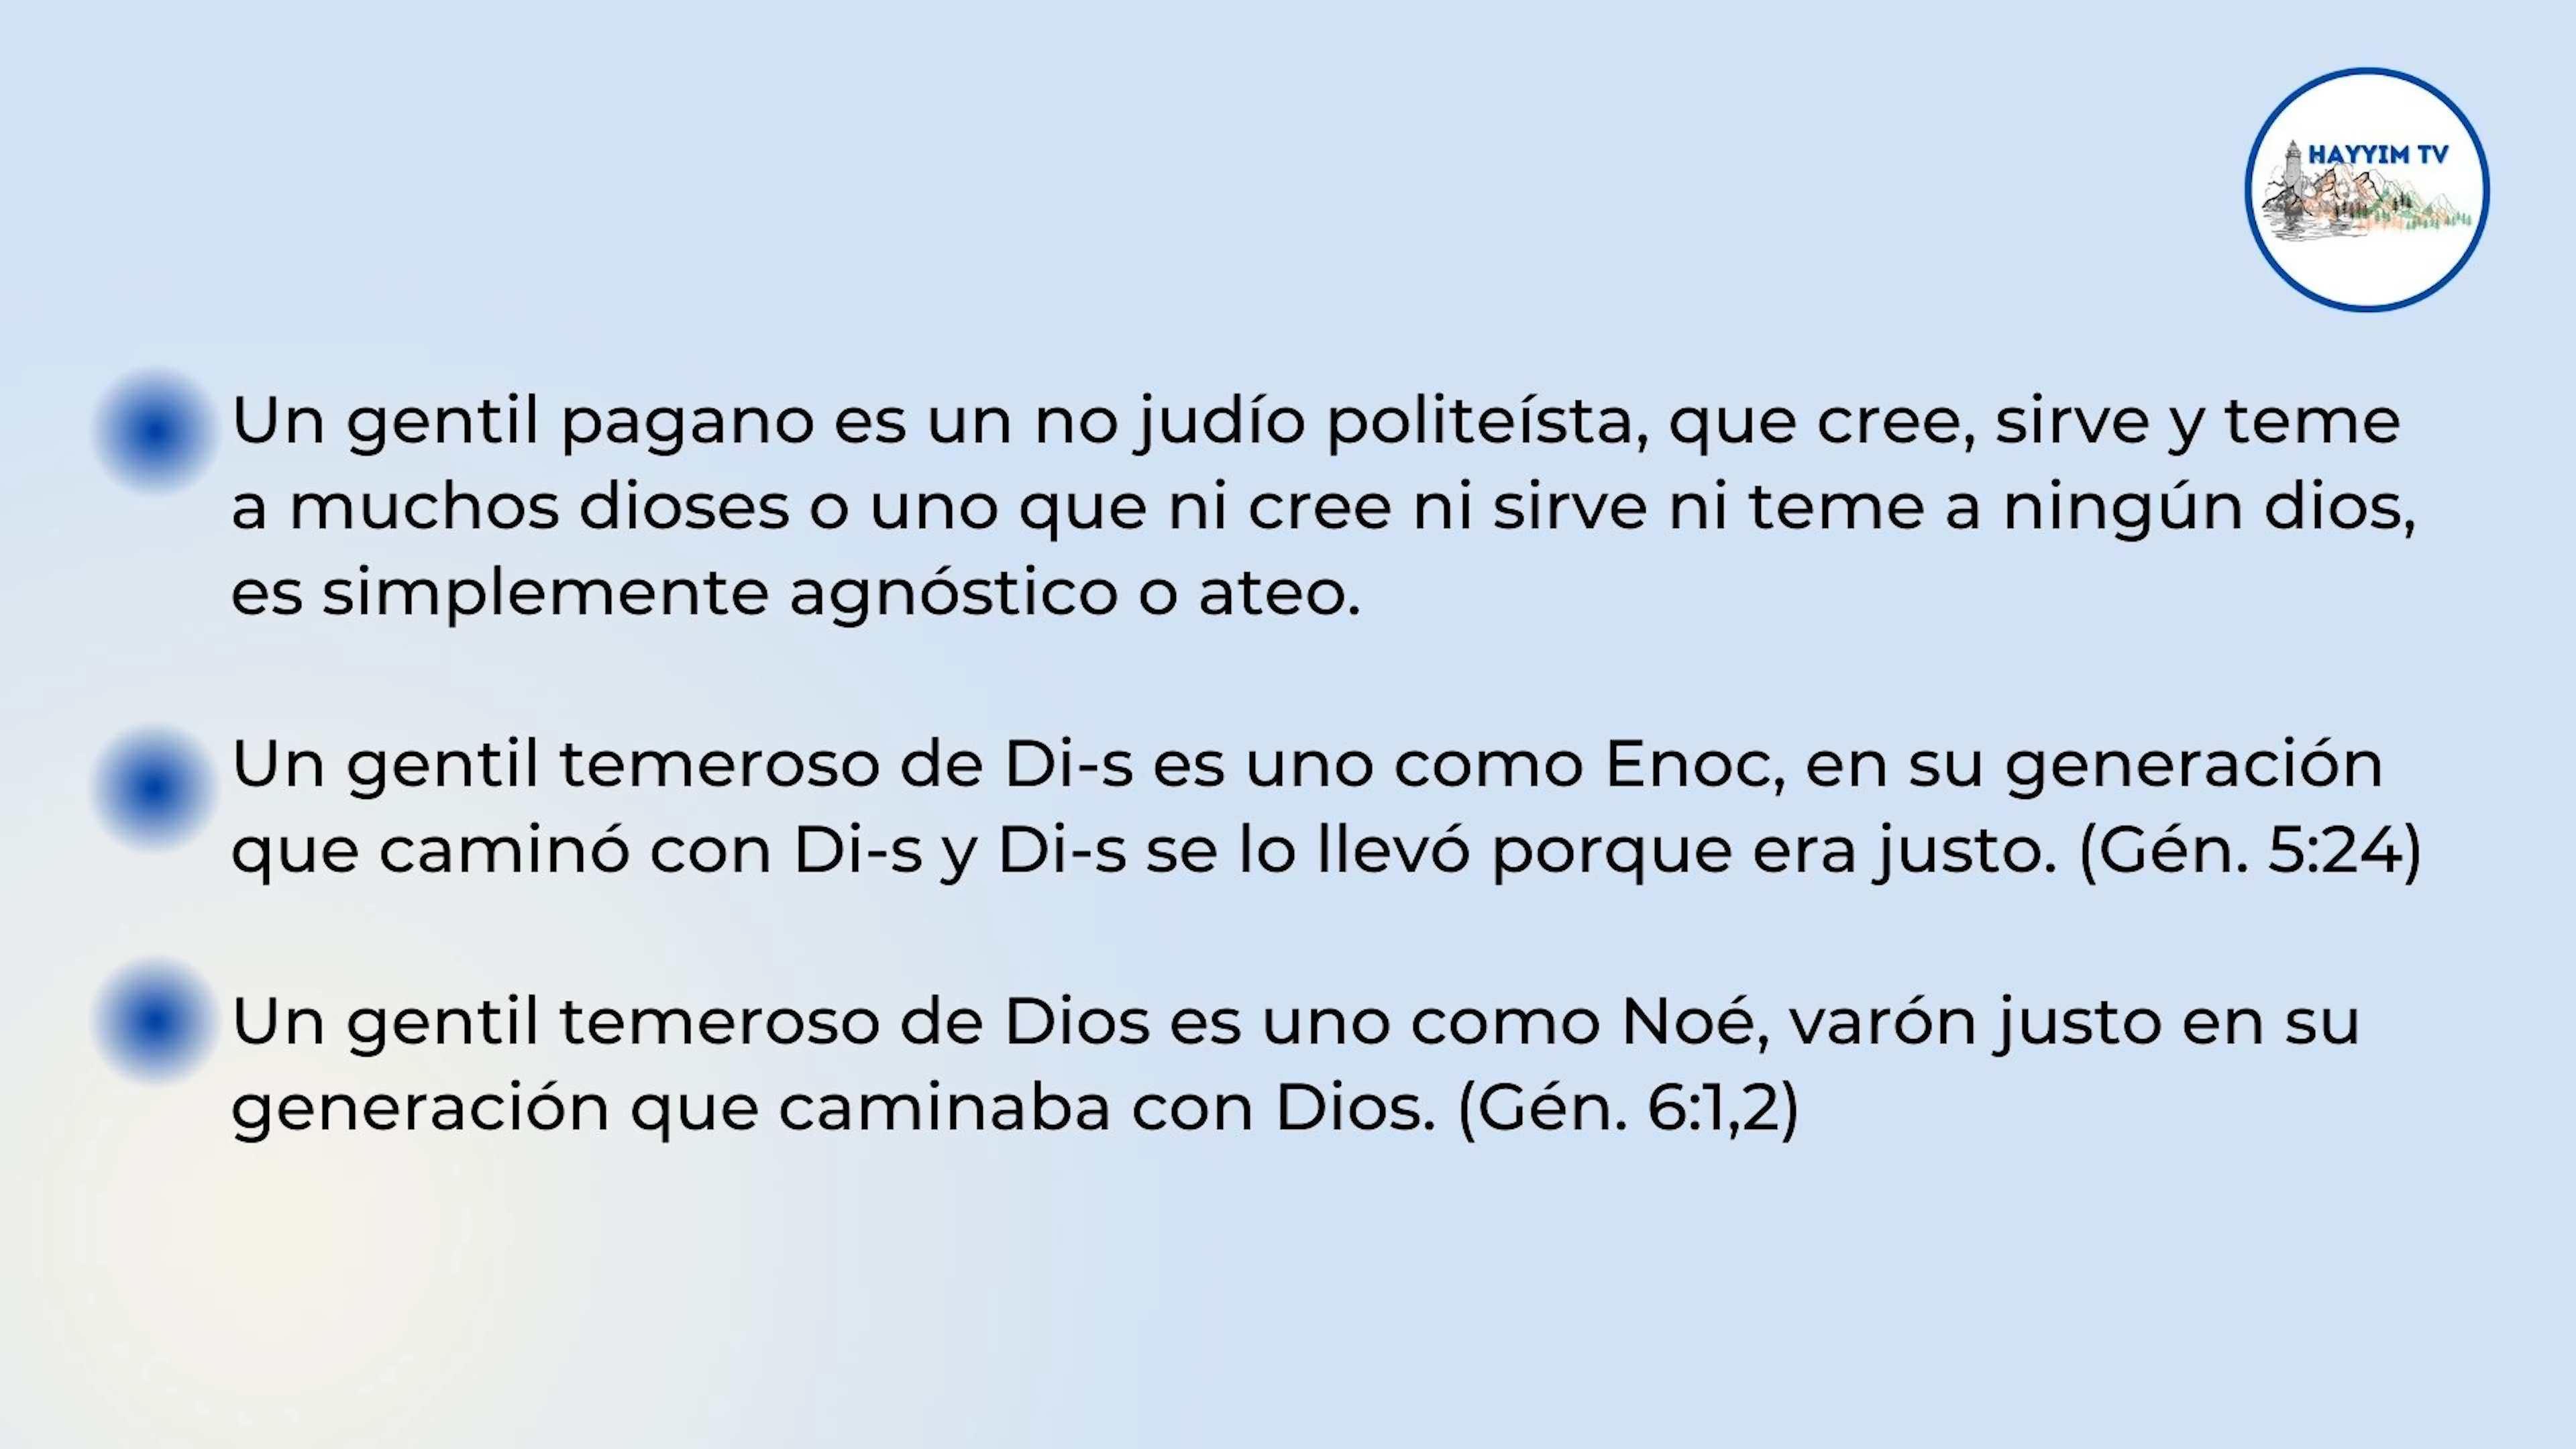 HAYYIM TV
Un gentil pagano es un no judío politeísta, que cree, sirve y teme
a muchos dioses o uno que ni cree ni sirve ni teme a ningún dios,
es simplemente agnóstico o ateo.
Un gentil temeroso de Di-s es uno como Enoc, en su generación
que caminó con Di-s y Di-s se lo llevó porque era justo. (Gén. 5:24)
Un gentil temeroso de Dios es uno como Noé, varón justo en su
generación que caminaba con Dios. (Gén. 6:1,2)